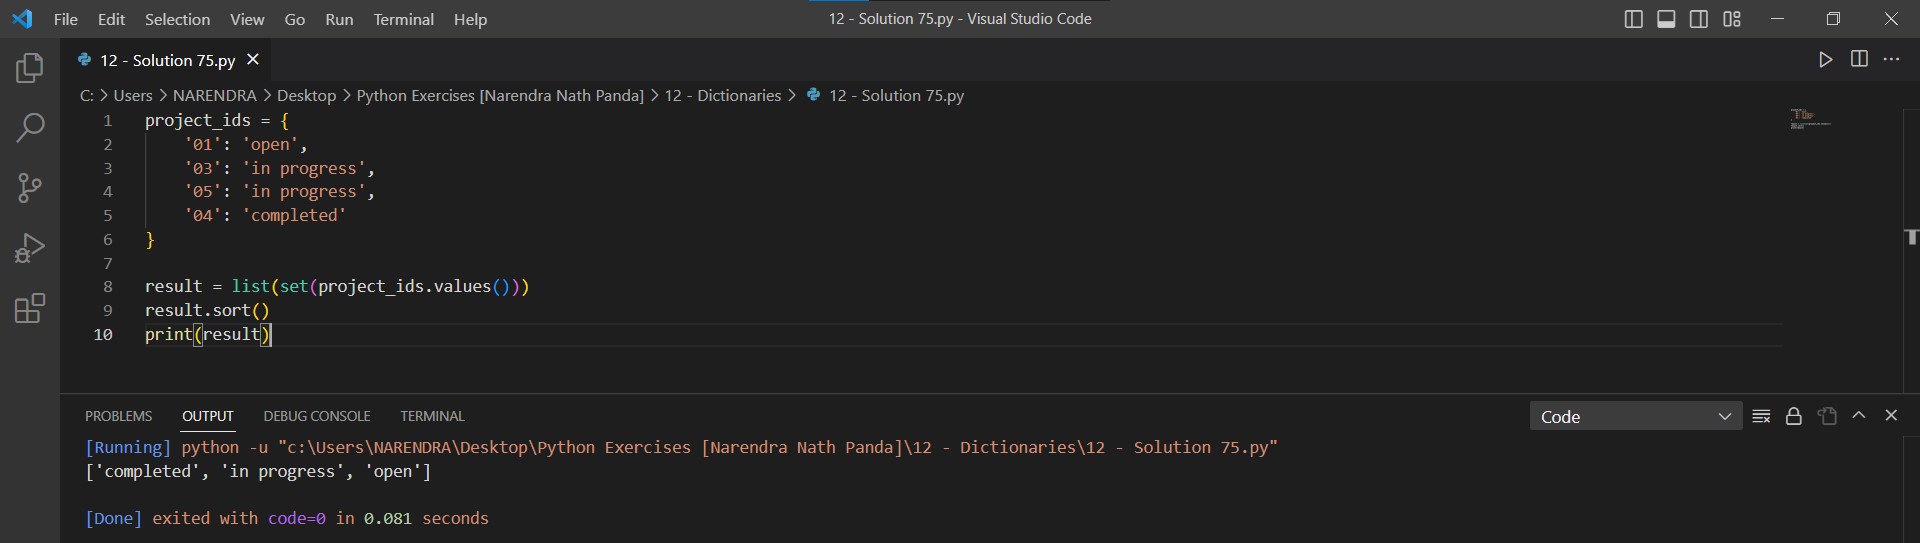 File Edit Selection View Go Run Terminal Help 12 - Solution 75.py - Visual Studio Code
12 - Solution 75.py
C: > Users > NARENDRA > Desktop > Python Exercises [Narendra Nath Panda] > 12 - Dictionaries > 12 - Solution 75.py
1 project_ids = {
2     '01': 'open',
3     '03': 'in progress',
4     '05': 'in progress',
5     '04': 'completed'
6 }
7
8 result = list(set(project_ids.values()))
9 result.sort()
10 print(result)
PROBLEMS OUTPUT DEBUG CONSOLE TERMINAL Code
[Running] python -u "c:\Users\NARENDRA\Desktop\Python Exercises [Narendra Nath Panda]\12 - Dictionaries\12 - Solution 75.py"
['completed', 'in progress', 'open']
[Done] exited with code=0 in 0.081 seconds